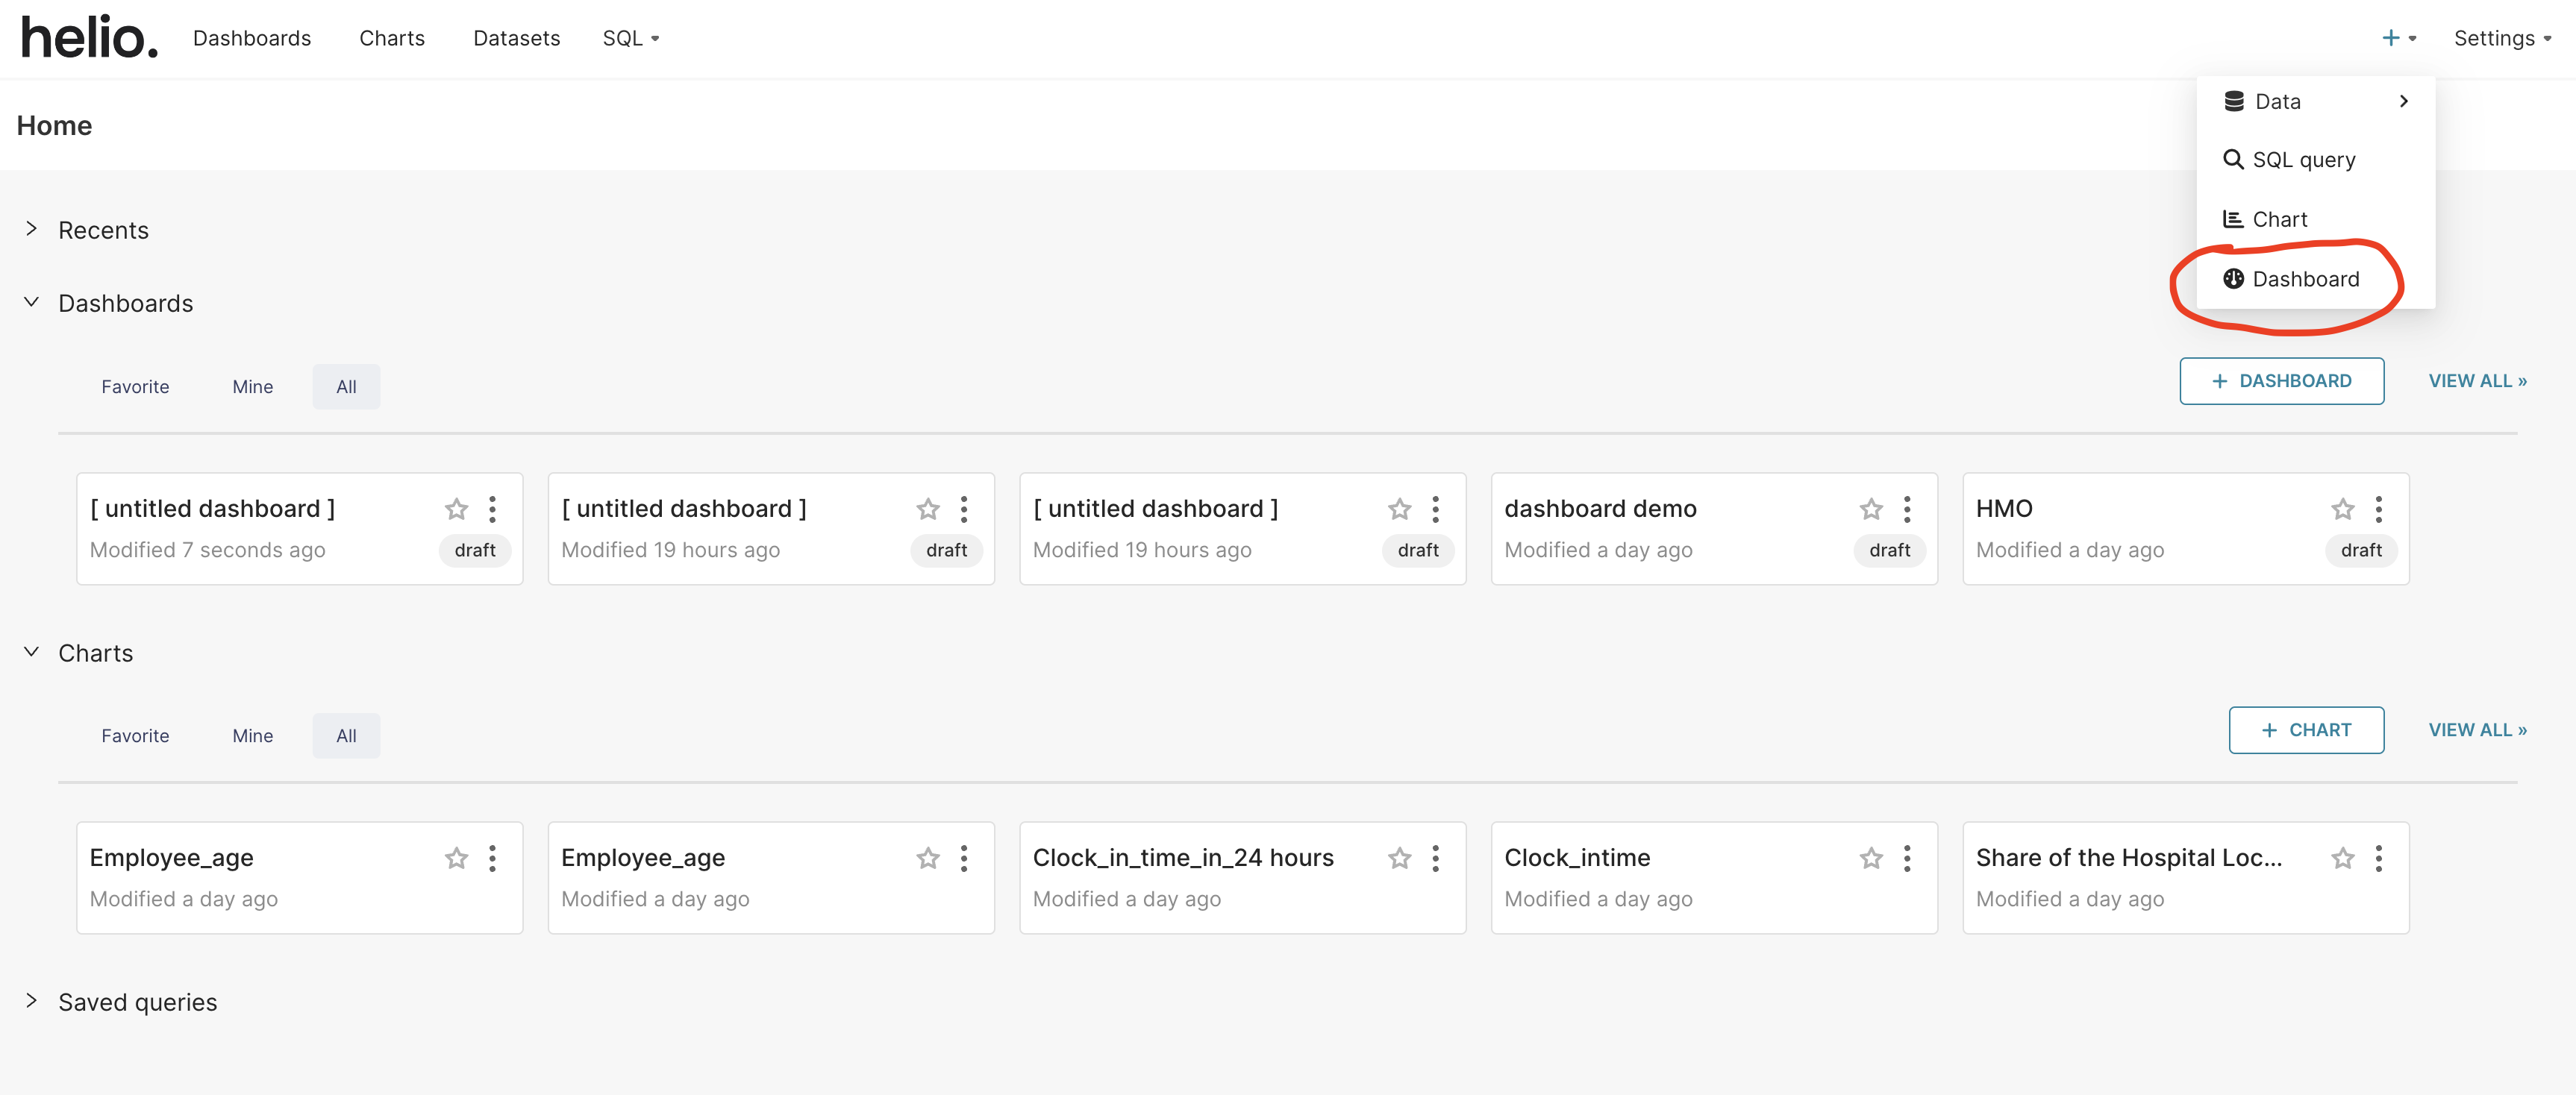 helio. Dashboards Charts Datasets SQL + Settings
Data
SQL query
Chart
Dashboard
Home
Recents
Dashboards
Favorite Mine All + DASHBOARD VIEW ALL »
[ untitled dashboard ] [ untitled dashboard ] [ untitled dashboard ] dashboard demo HMO
Modified 7 seconds ago draft Modified 19 hours ago draft Modified 19 hours ago draft Modified a day ago draft Modified a day ago draft
Charts
Favorite Mine All + CHART VIEW ALL »
Employee_age Employee_age Clock_in_time_in_24 hours Clock_intime Share of the Hospital Loc...
Modified a day ago Modified a day ago Modified a day ago Modified a day ago Modified a day ago
Saved queries